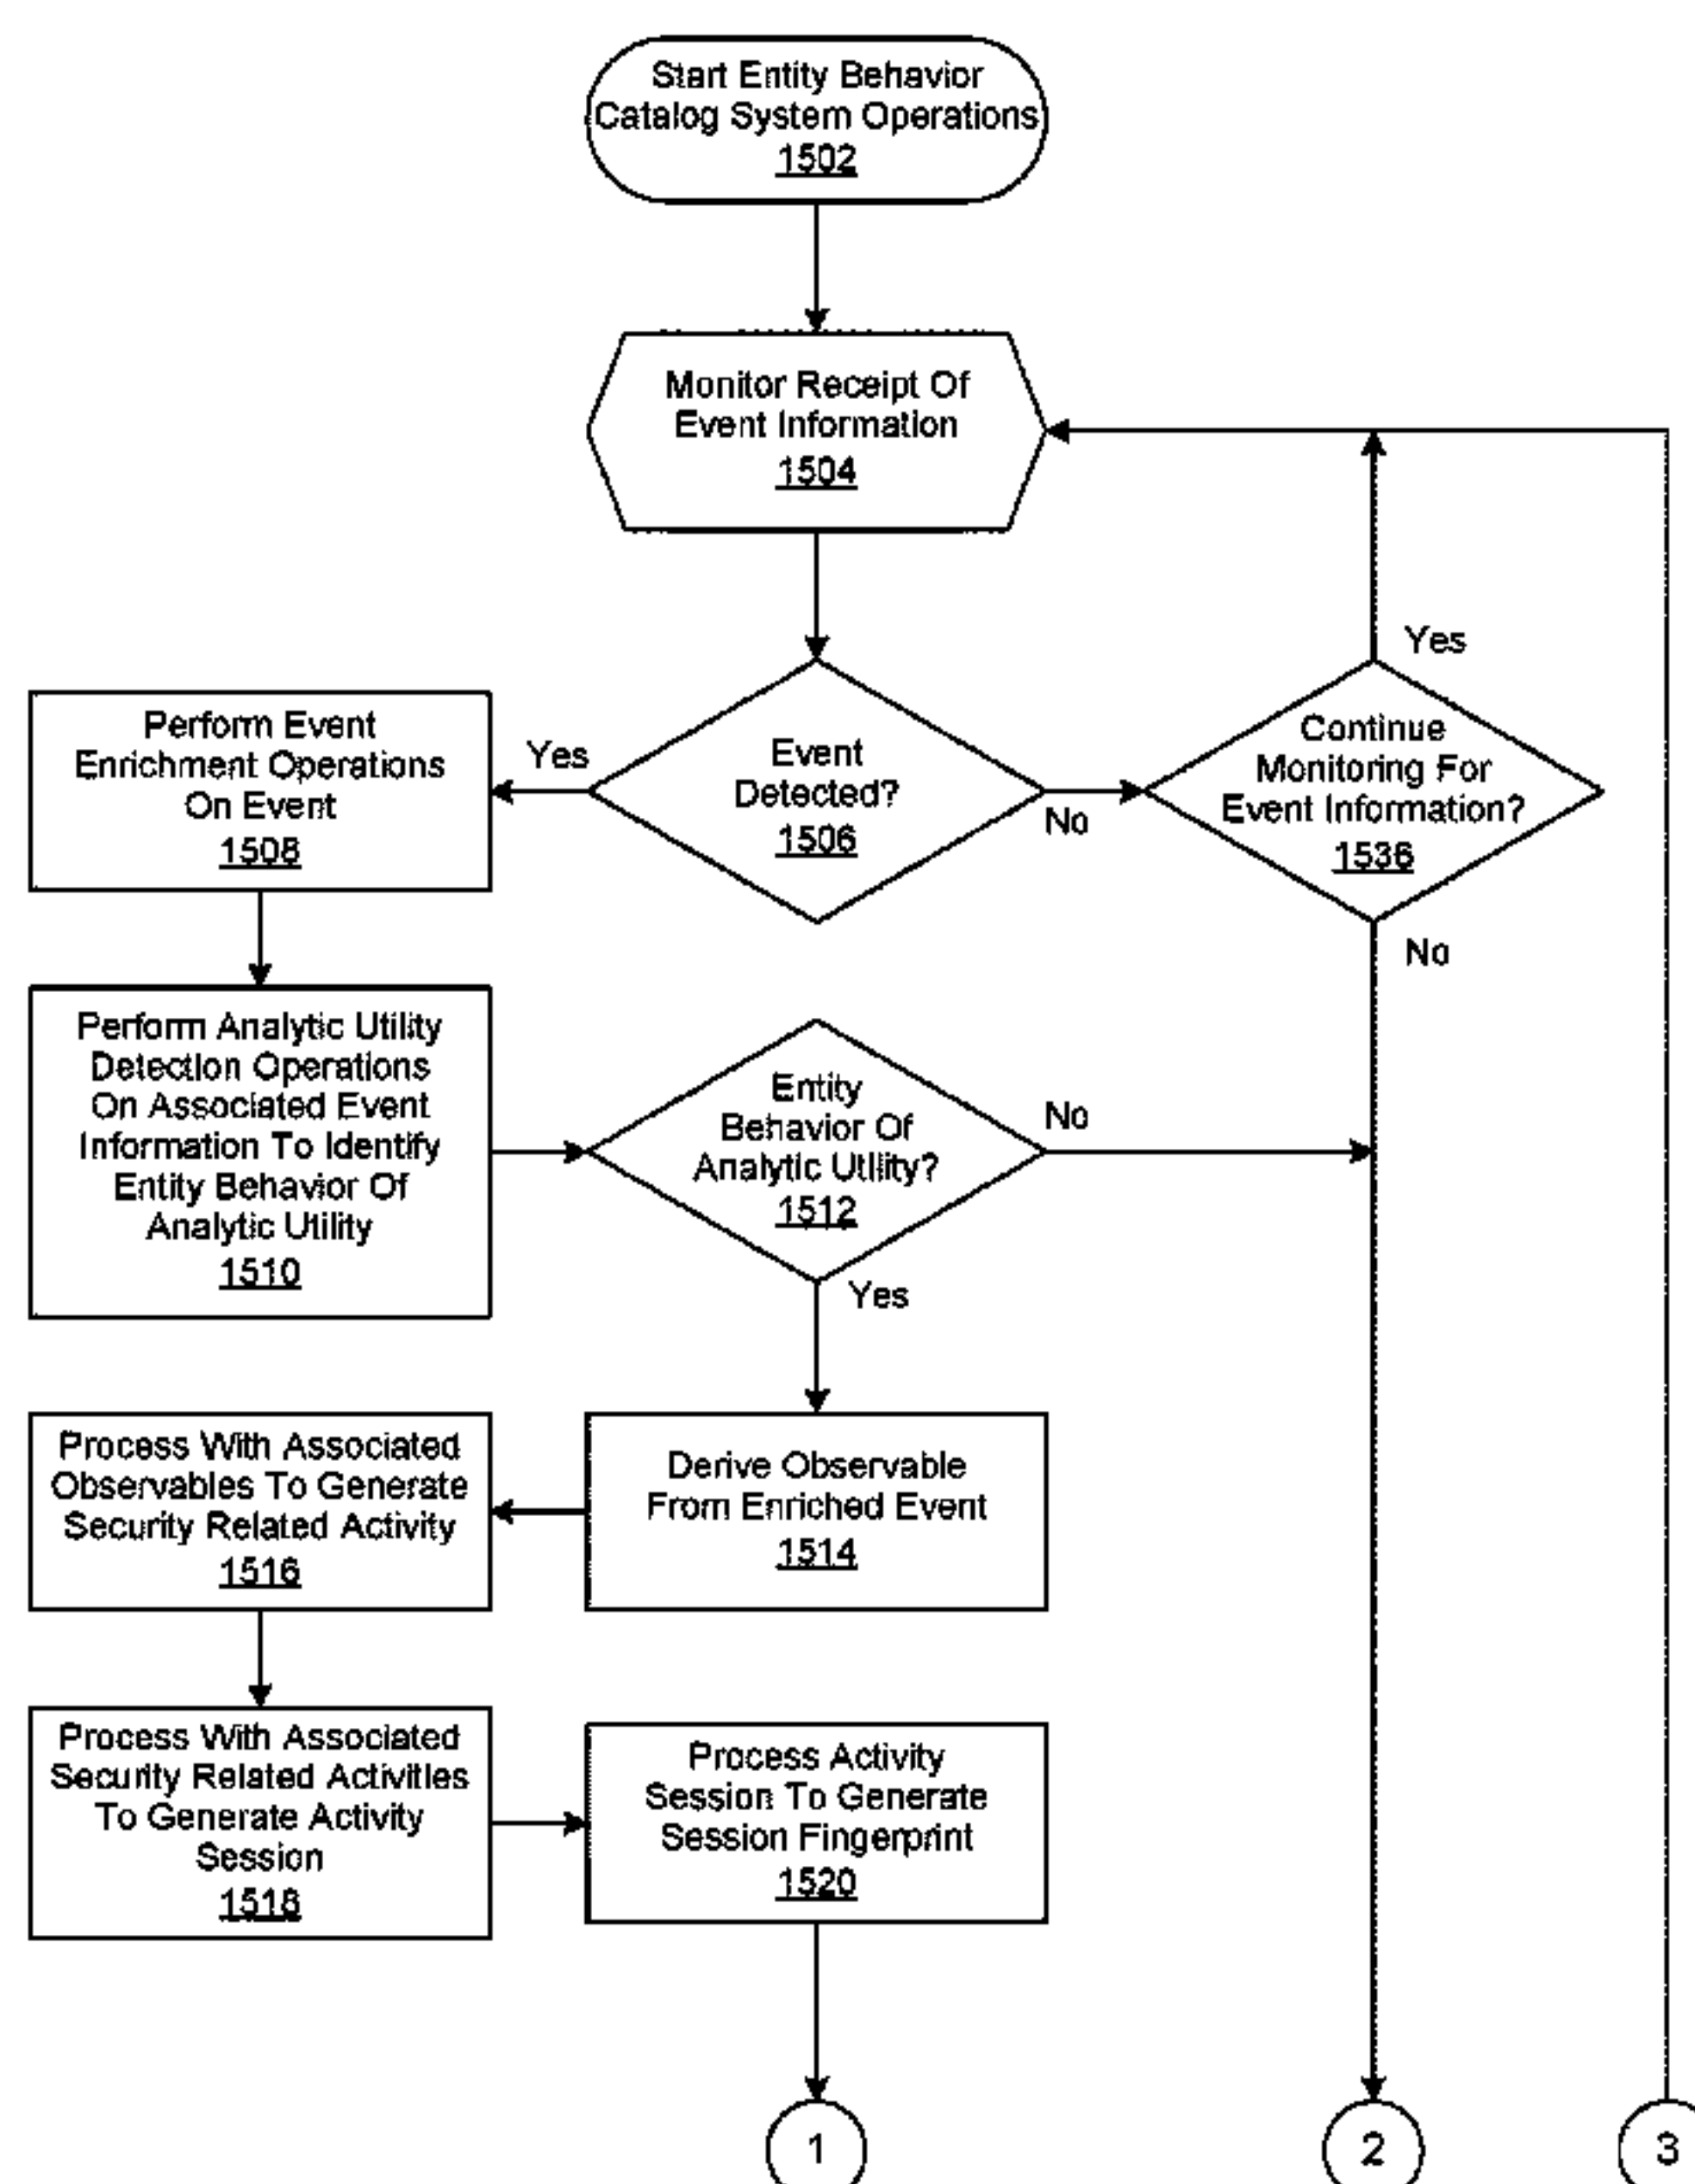 Start Entity Behavior
Catalog System Operations
1502
Monitor Receipt Of
Event Information
1504
Yes
Perform Event
Enrichment Operations
On Event
1508
Yes
Event
Detected?
1506
No
Continue
Monitoring For
Event Information?
1536
No
Perform Analytic Utility
Detection Operations
On Associated Event
Information To Identify
Entity Behavior Of
Analytic Utility
1510
Entity
Behavior Of
Analytic Utility?
1512
No
Yes
Process With Associated
Observables To Generate
Security Related Activity
1516
Derive Observable
From Enriched Event
1514
Process With Associated
Security Related Activities
To Generate Activity
Session
1518
Process Activity
Session To Generate
Session Fingerprint
1520
1
2
3